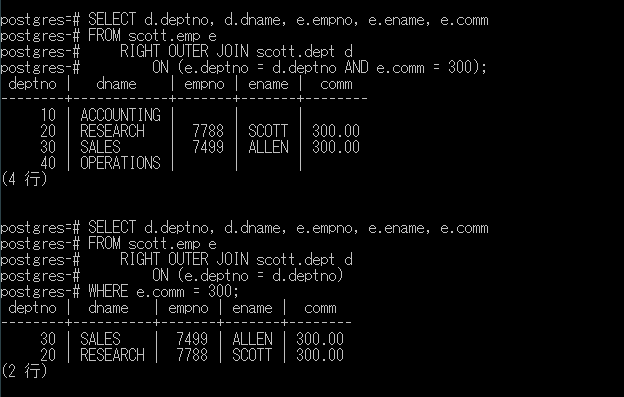 postgres=# SELECT d.deptno, d.dname, e.empno, e.ename, e.comm
postgres-# FROM scott.emp e
postgres-#     RIGHT OUTER JOIN scott.dept d
postgres-#         ON (e.deptno = d.deptno AND e.comm = 300);
 deptno |   dname    | empno | ename |  comm
--------+------------+-------+-------+--------
     10 | ACCOUNTING |       |       |
     20 | RESEARCH   |  7788 | SCOTT | 300.00
     30 | SALES      |  7499 | ALLEN | 300.00
     40 | OPERATIONS |       |       |
(4 行)
postgres=# SELECT d.deptno, d.dname, e.empno, e.ename, e.comm
postgres-# FROM scott.emp e
postgres-#     RIGHT OUTER JOIN scott.dept d
postgres-#         ON (e.deptno = d.deptno)
postgres-# WHERE e.comm = 300;
 deptno |  dname   | empno | ename |  comm
--------+----------+-------+-------+--------
     30 | SALES    |  7499 | ALLEN | 300.00
     20 | RESEARCH |  7788 | SCOTT | 300.00
(2 行)